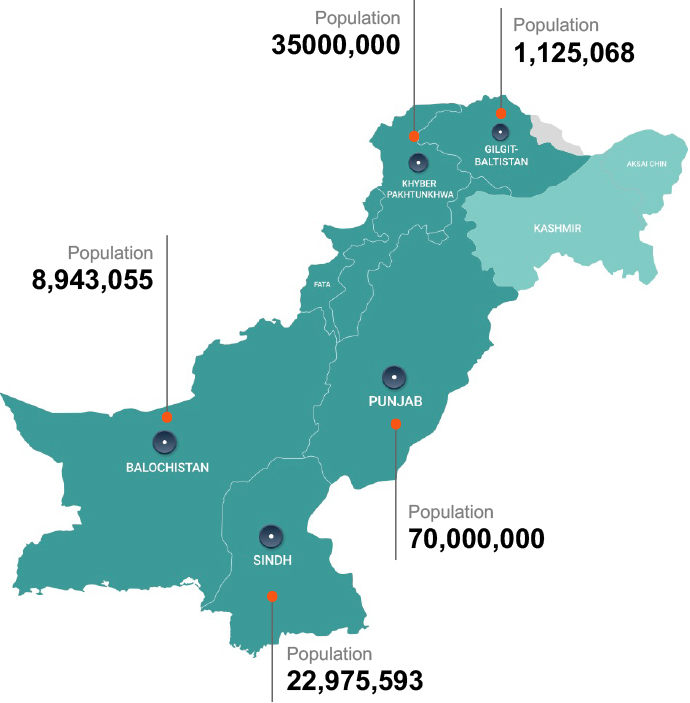 Population
35000,000
Population
1,125,068
GILGIT-
BALTISTAN
AKSAI CHIN
KHYBER
PAKHTUNKHWA
KASHMIR
Population
8,943,055
FATA
PUNJAB
BALOCHISTAN
Population
70,000,000
SINDH
Population
22,975,593